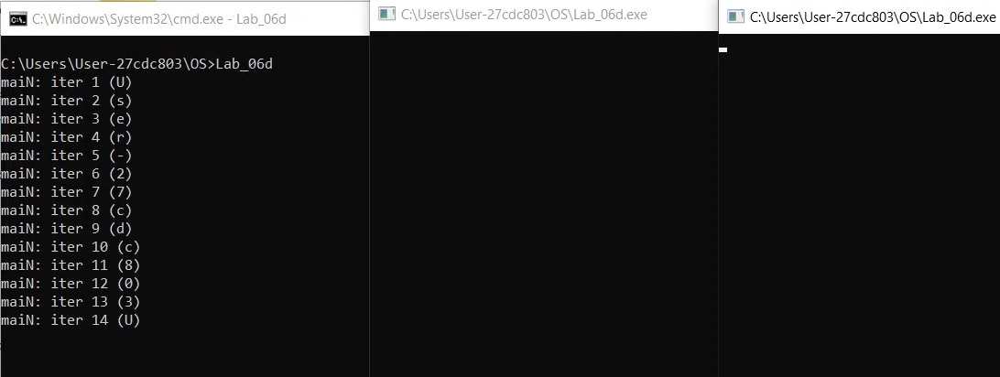 C:\Windows\System32\cmd.exe - Lab_06d
C:\Users\User-27cdc803\OS\Lab_06d.exe
C:\Users\User-27cdc803\OS\Lab_06d.exe
C:\Users\User-27cdc803\OS>Lab_06d
maiN: iter 1 (U)
maiN: iter 2 (s)
maiN: iter 3 (e)
maiN: iter 4 (r)
maiN: iter 5 (-)
maiN: iter 6 (2)
maiN: iter 7 (7)
maiN: iter 8 (c)
maiN: iter 9 (d)
maiN: iter 10 (c)
maiN: iter 11 (8)
maiN: iter 12 (0)
maiN: iter 13 (3)
maiN: iter 14 (U)